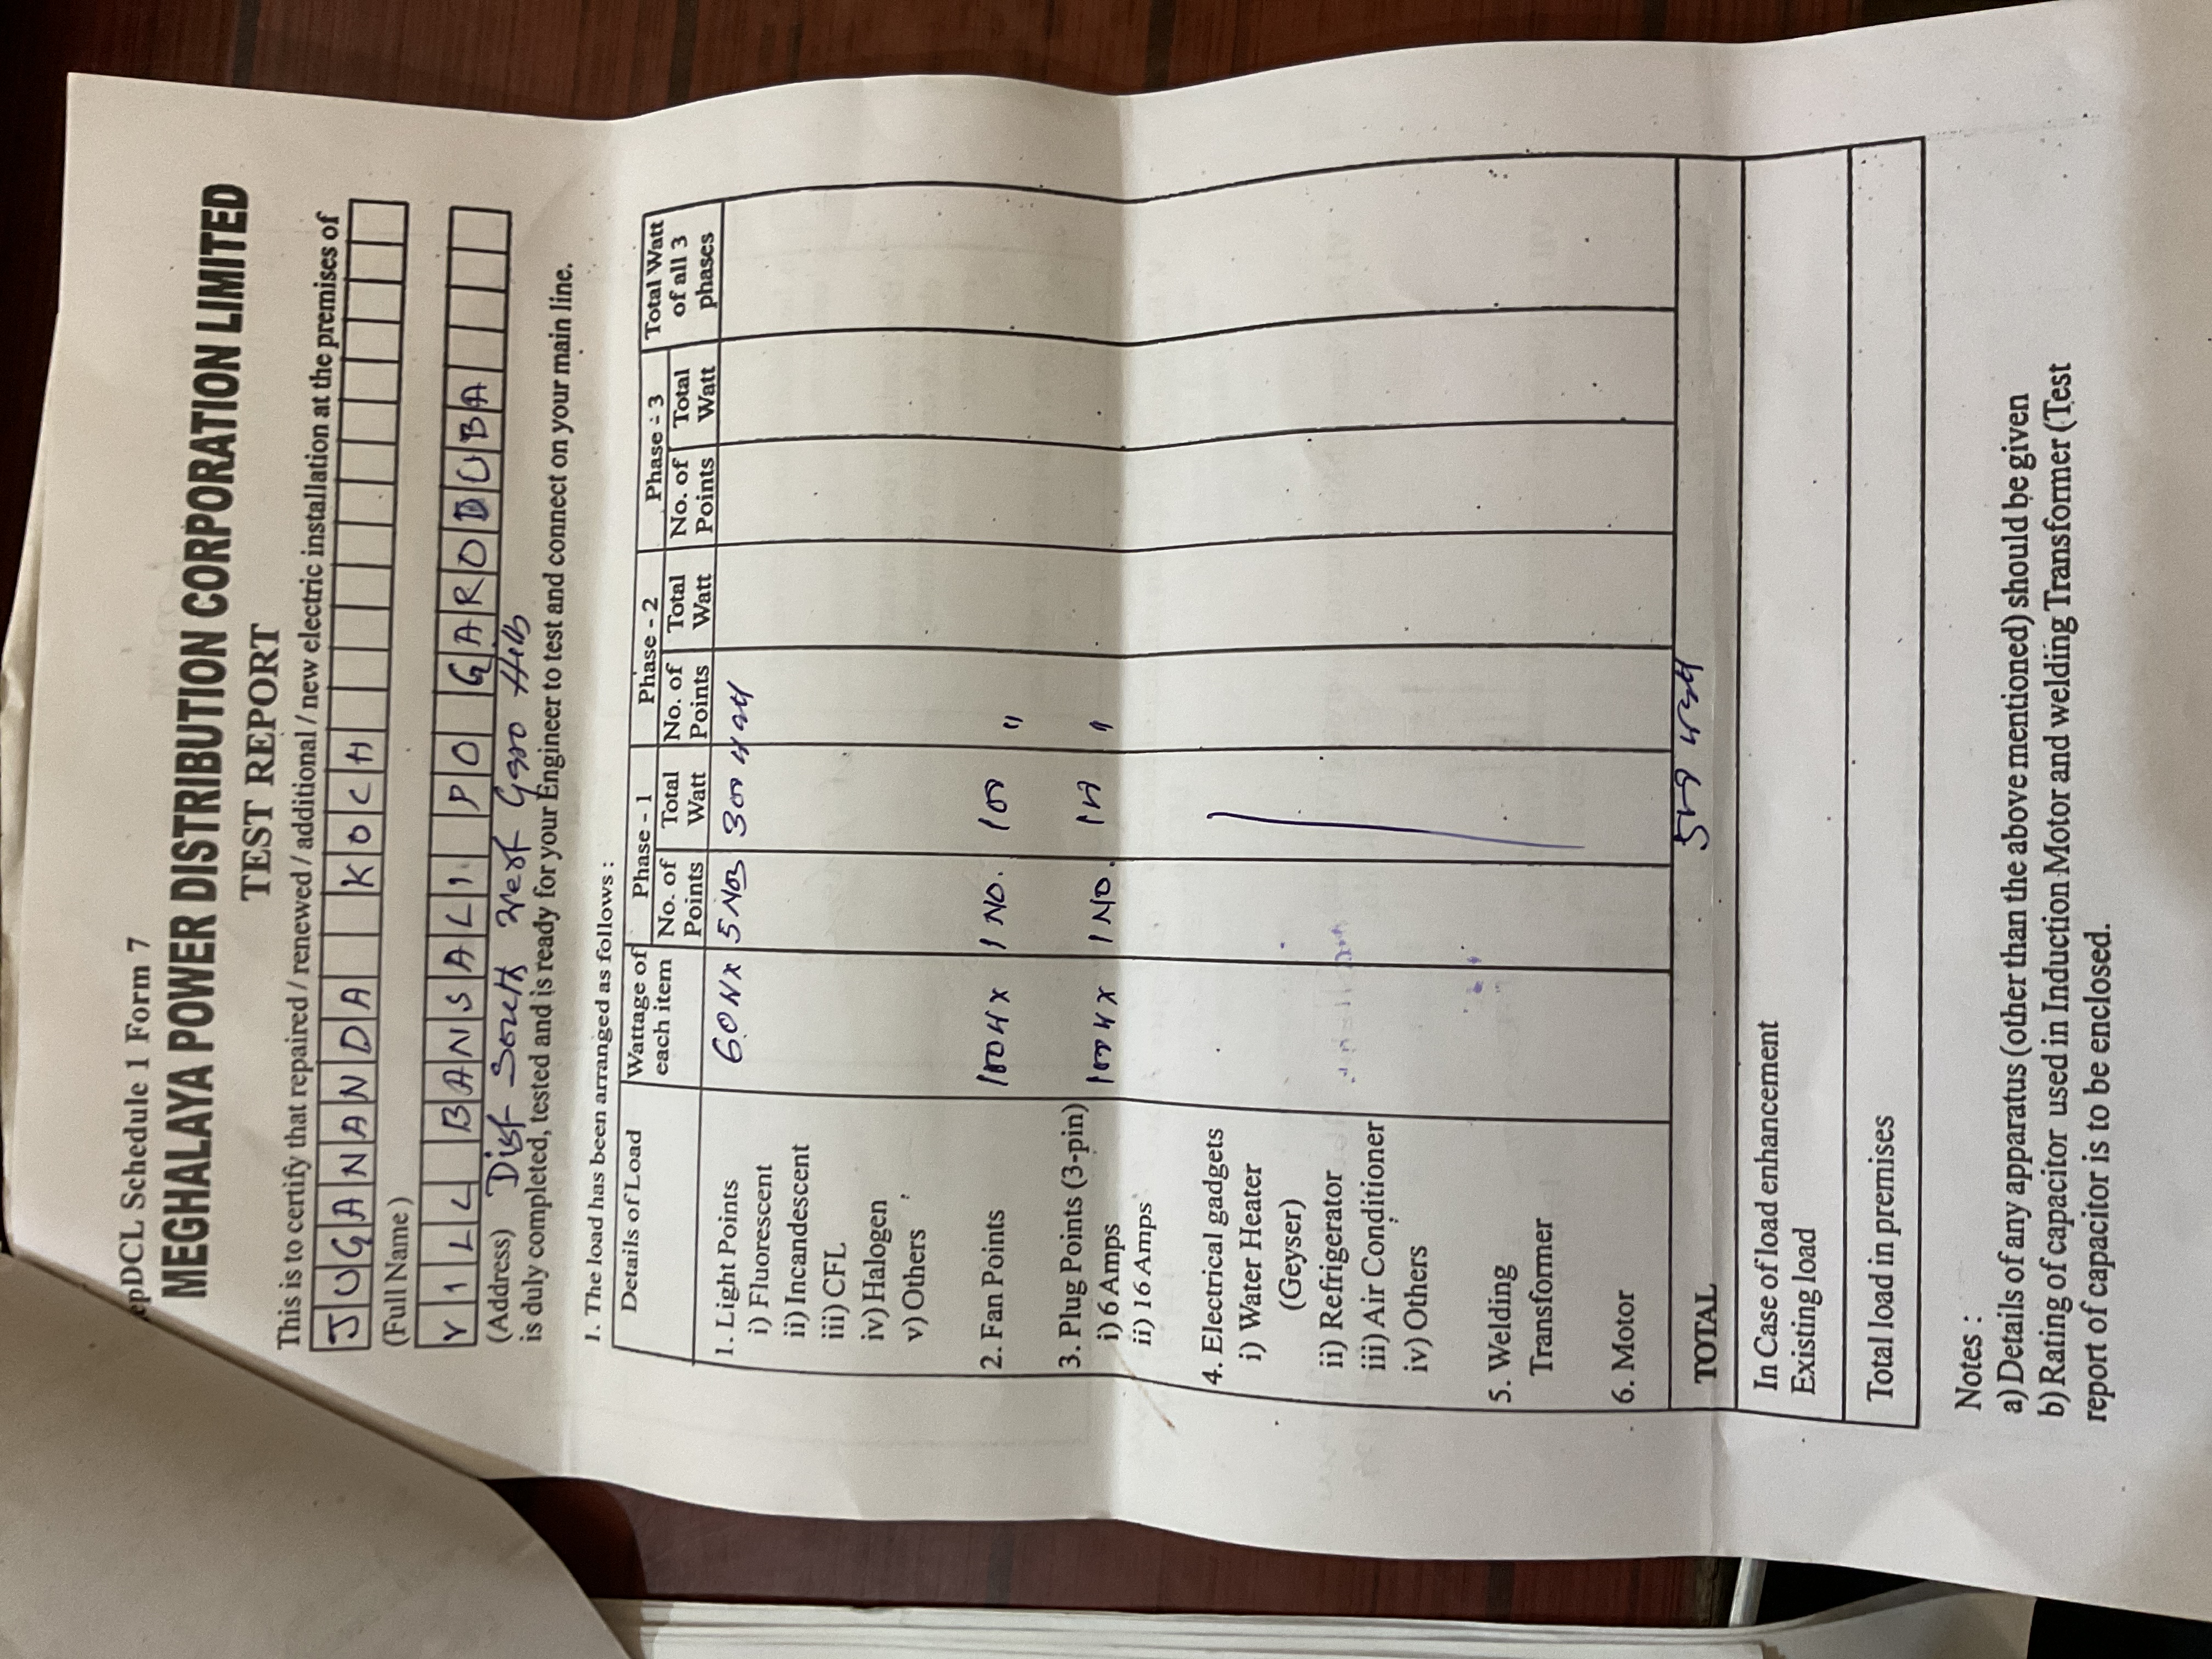 epDCL Schedule 1 Form 7
MEGHALAYA POWER DISTRIBUTION CORPORATION LIMITED
TEST REPORT
This is to certify that repaired / renewed / additional / new electric installation at the premises of
JUGANANDA KOCH
(Full Name)
VILL BANSALI PO GARODUBA
(Address) Dist South West Garo Hills
is duly completed, tested and is ready for your Engineer to test and connect on your main line.
1. The load has been arranged as follows :
Details of Load Wattage of each item Phase - 1 Phase - 2 Phase - 3 Total Watt of all 3 phases
No. of Points Total Watt No. of Points Total Watt No. of Points Total Watt
1. Light Points 60 W x 5 Nos 300 watt
i) Fluorescent
ii) Incandescent
iii) CFL
iv) Halogen
v) Others
2. Fan Points 100 W x 1 NO. 100 "
3. Plug Points (3-pin)
i) 6 Amps 100 W x 1 NO. 100 "
ii) 16 Amps
4. Electrical gadgets
i) Water Heater
(Geyser)
ii) Refrigerator
iii) Air Conditioner
iv) Others
5. Welding
Transformer
6. Motor
TOTAL 500 watt
In Case of load enhancement
Existing load
Total load in premises
Notes :
a) Details of any apparatus (other than the above mentioned) should be given
b) Rating of capacitor used in Induction Motor and welding Transformer (Test
report of capacitor is to be enclosed.